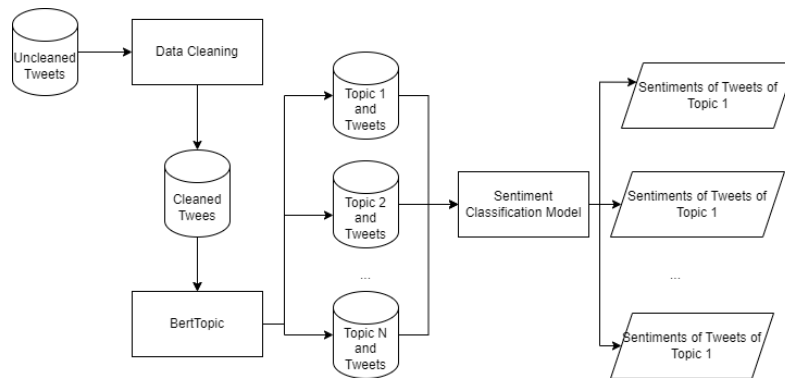 Uncleaned
Tweets
Data Cleaning
Cleaned
Twees
BertTopic
Topic 1
and
Tweets
Topic 2
and
Tweets
...
Topic N
and
Tweets
Sentiment
Classification Model
Sentiments of Tweets of
Topic 1
Sentiments of Tweets of
Topic 1
...
Sentiments of Tweets of
Topic 1